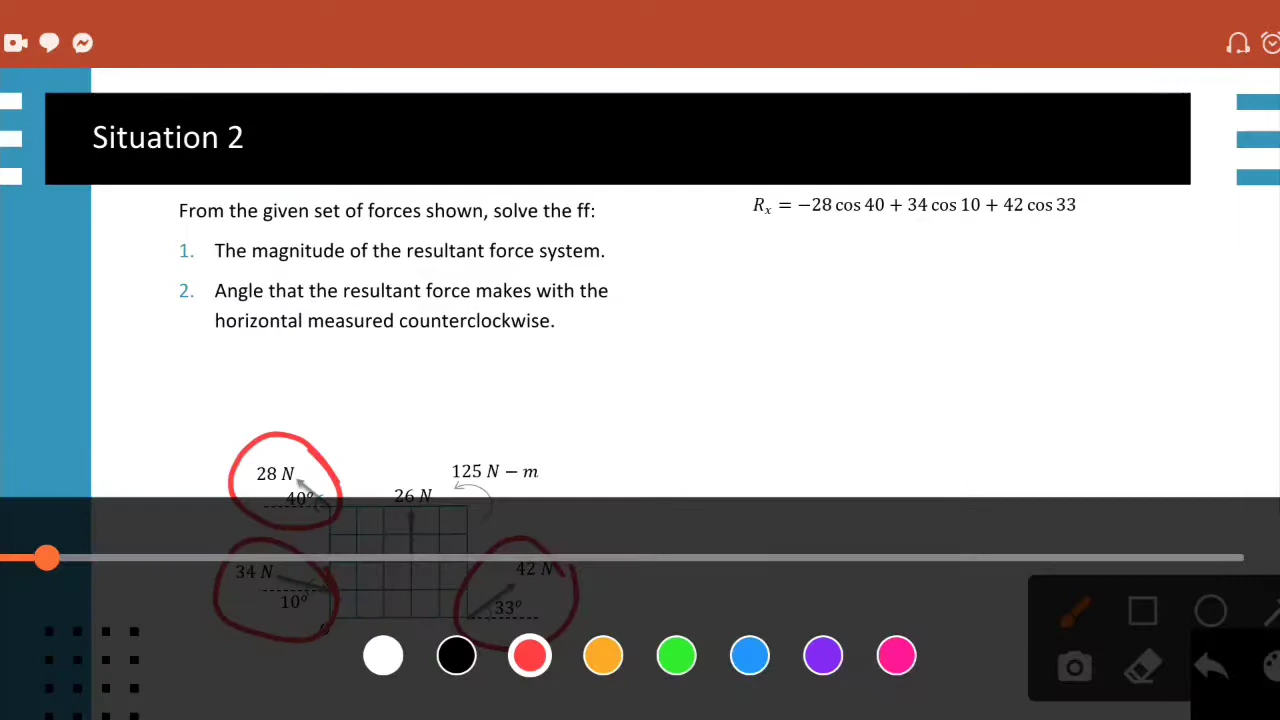 Situation 2
From the given set of forces shown, solve the ff:
1. The magnitude of the resultant force system.
2. Angle that the resultant force makes with the
horizontal measured counterclockwise.
R_x = −28 cos 40 + 34 cos 10 + 42 cos 33
28 N
125 N − m
40°
26 N
34 N
42 N
10°
33°